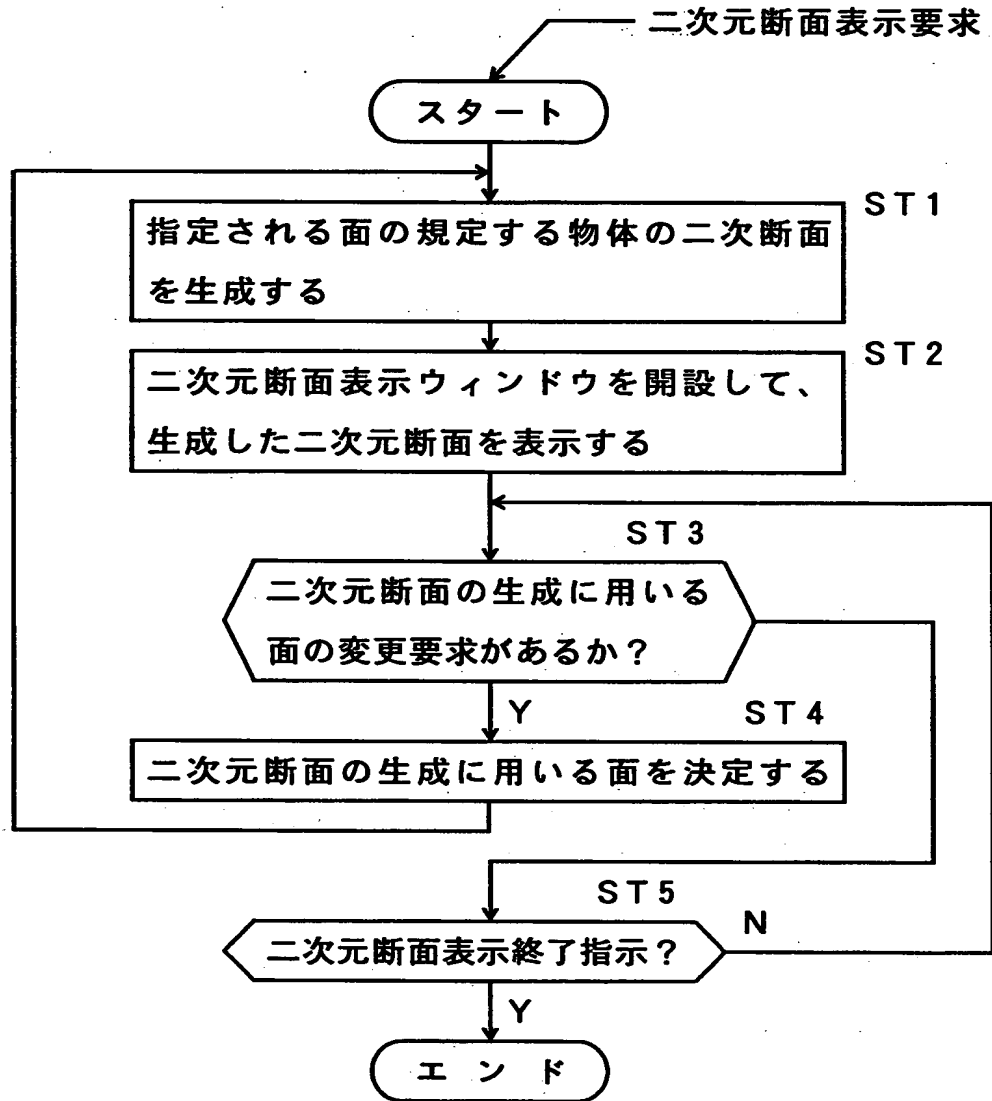 二次元断面表示要求
スタート
ST1
指定される面の規定する物体の二次断面
を生成する
ST2
二次元断面表示ウィンドウを開設して、
生成した二次元断面を表示する
ST3
二次元断面の生成に用いる
面の変更要求があるか？
Y
ST4
二次元断面の生成に用いる面を決定する
ST5
N
二次元断面表示終了指示？
Y
エンド